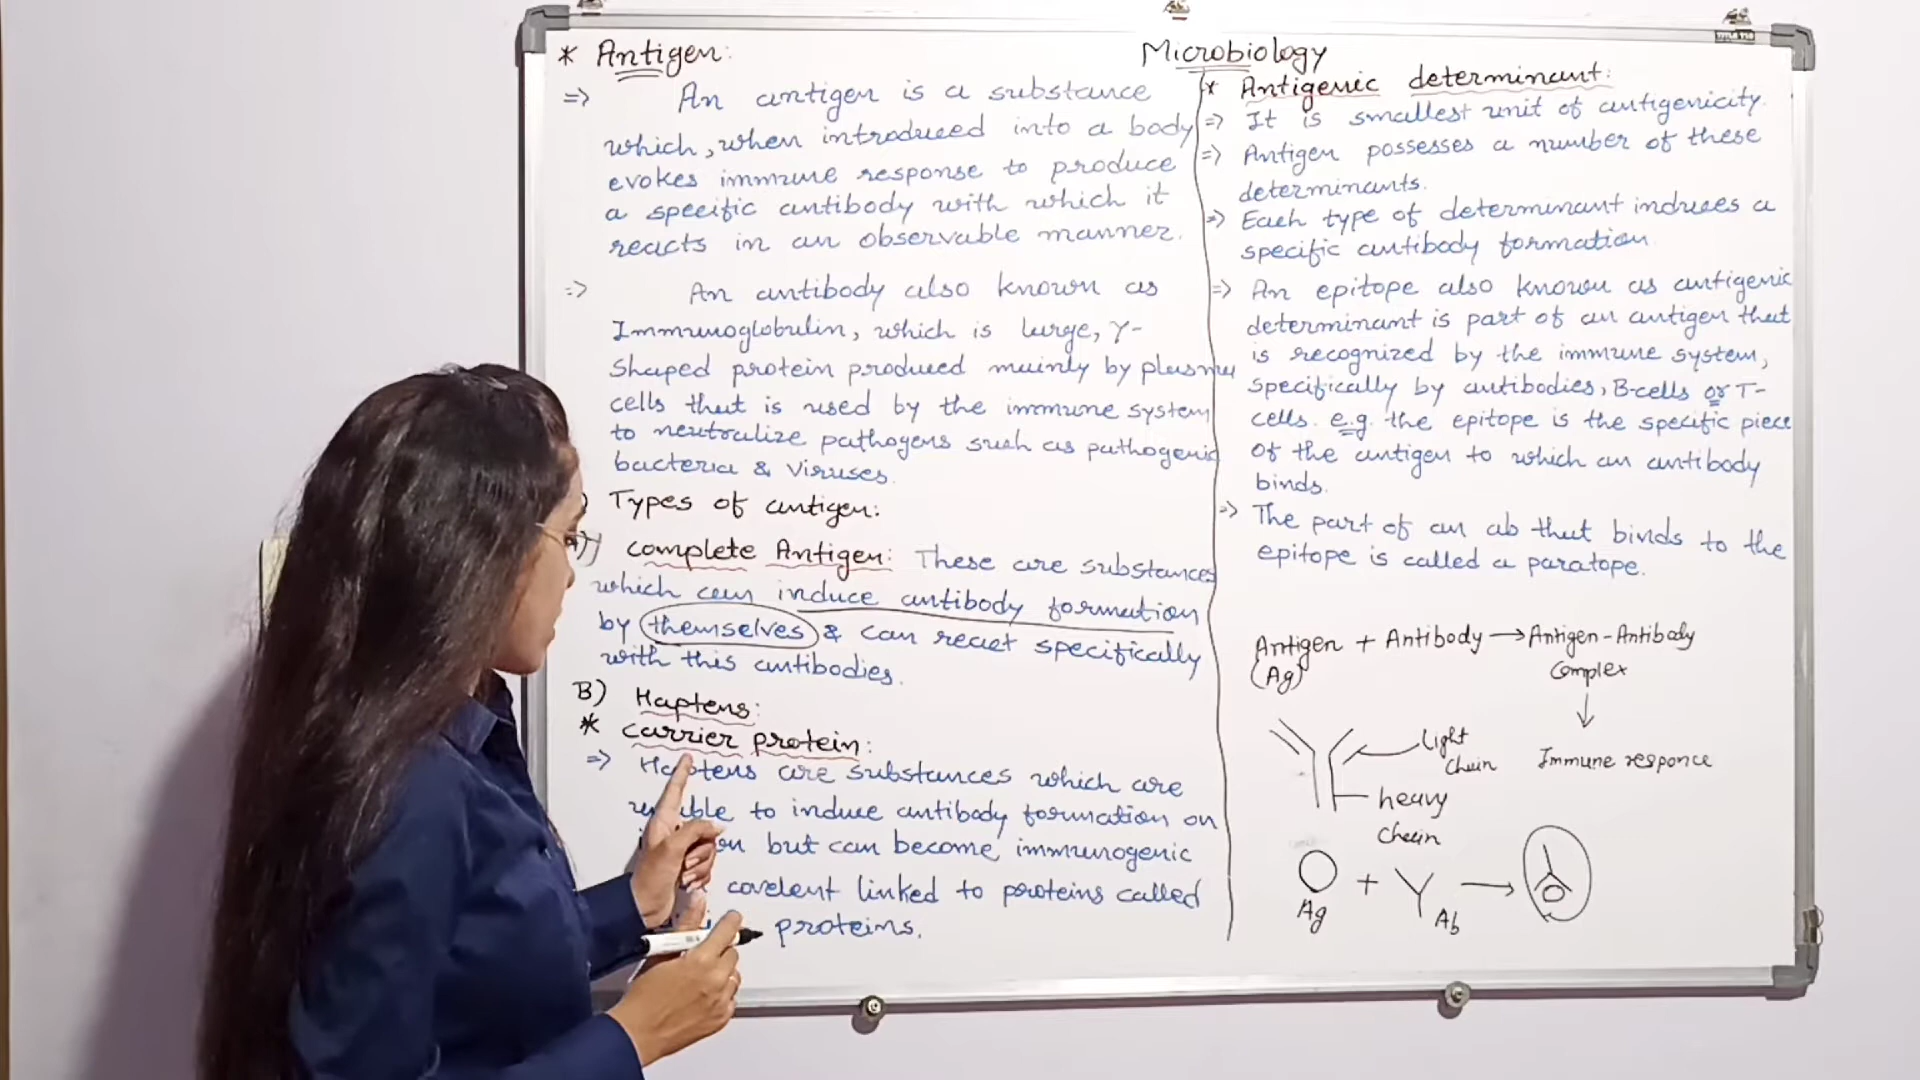 Microbiology
* Antigen:
=> An antigen is a substance
which, when introduced into a body
evokes immune response to produce
a specific antibody with which it
reacts in an observable manner.
=> An antibody also known as
Immunoglobulin, which is large, Y-
shaped protein produced mainly by plasma
cells that is used by the immune system
to neutralize pathogens such as pathogenic
bacteria & viruses.
Types of antigen:
complete Antigen: These are substances
which can induce antibody formation
by themselves & can react specifically
with this antibodies.
B) Haptens:
* carrier protein:
=> Haptens are substances which are
to induce antibody formation on
but can become immunogenic
covelent linked to proteins called
proteins.
* Antigenic determinant:
=> It is smallest unit of antigenicity.
=> Antigen possesses a number of these
determinants.
=> Each type of determinant induces a
specific antibody formation
=> An epitope also known as antigenic
determinant is part of an antigen that
is recognized by the immune system,
specifically by antibodies, B-cells or T-
cells. e.g. the epitope is the specific piece
of the antigen to which an antibody
binds.
=> The part of an ab that binds to the
epitope is called a paratope.
Antigen + Antibody → Antigen-Antibody
(Ag) Complex
↓
Immune responce
light
chain
heavy
chain
Ag + Ab →